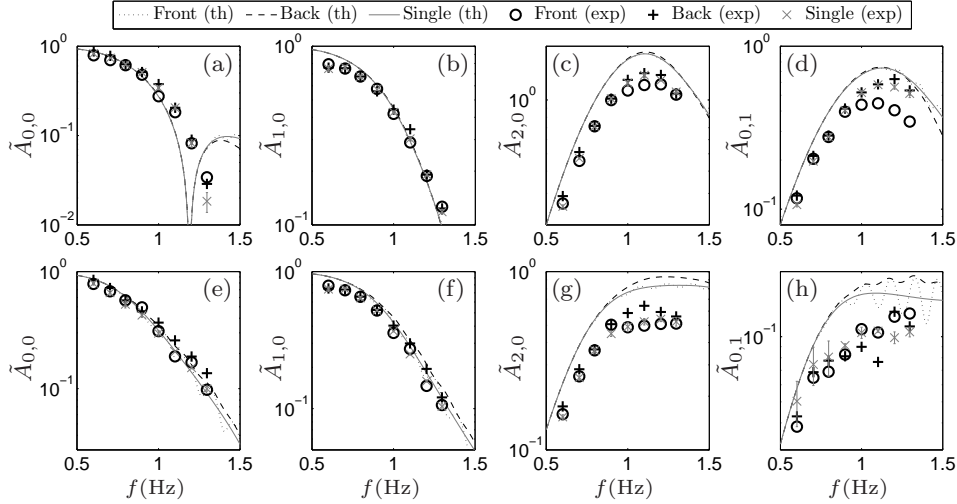 Front (th) Back (th) Single (th) Front (exp) Back (exp) Single (exp)
10^0 10^-1 10^-2 Ã_{0,0} (a) 0.5 1 1.5
10^0 10^-1 Ã_{1,0} (b) 0.5 1 1.5
10^0 Ã_{2,0} (c) 0.5 1 1.5
10^0 10^-1 Ã_{0,1} (d) 0.5 1 1.5
10^0 10^-1 Ã_{0,0} (e) 0.5 1 1.5
10^0 10^-1 Ã_{1,0} (f) 0.5 1 1.5
10^0 10^-1 Ã_{2,0} (g) 0.5 1 1.5
10^-1 Ã_{0,1} (h) 0.5 1 1.5
f(Hz) f(Hz) f(Hz) f(Hz)